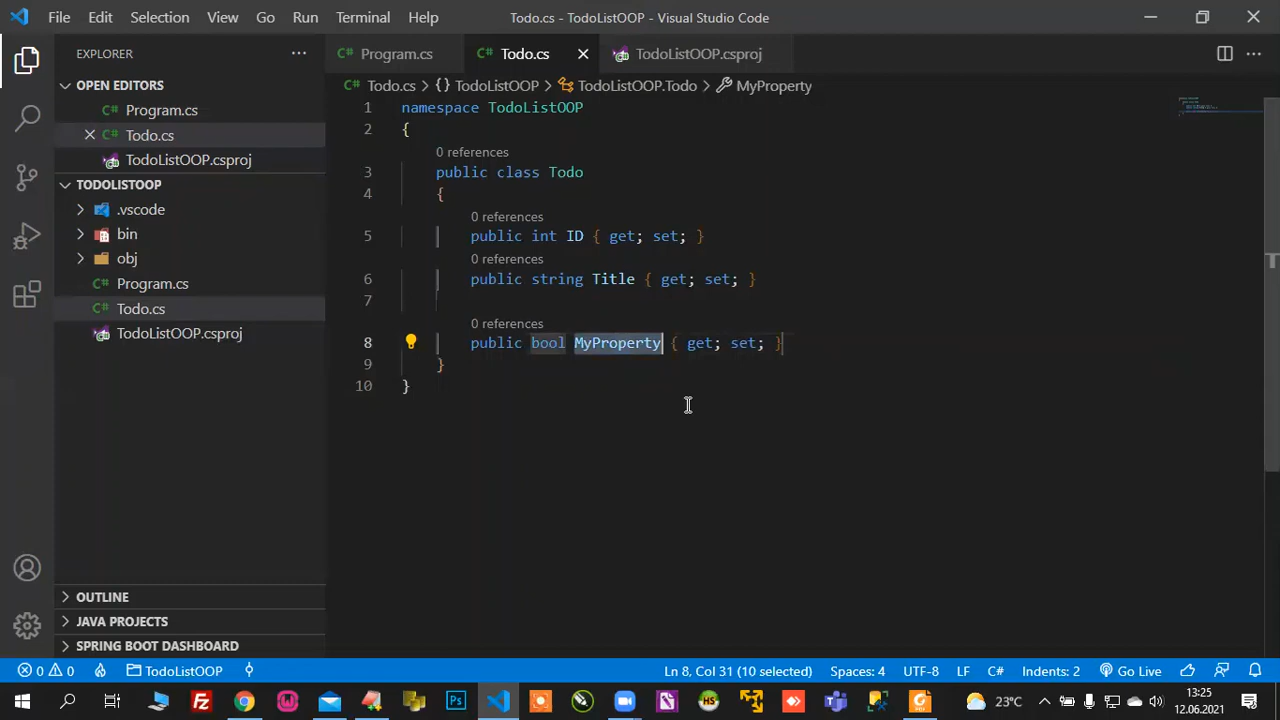 File Edit Selection View Go Run Terminal Help Todo.cs - TodoListOOP - Visual Studio Code
EXPLORER
Program.cs Todo.cs TodoListOOP.csproj
OPEN EDITORS
Program.cs
Todo.cs
TodoListOOP.csproj
TODOLISTOOP
.vscode
bin
obj
Program.cs
Todo.cs
TodoListOOP.csproj
OUTLINE
JAVA PROJECTS
SPRING BOOT DASHBOARD
Todo.cs > {} TodoListOOP > TodoListOOP.Todo > MyProperty
1 namespace TodoListOOP
2 {
0 references
3 public class Todo
4 {
0 references
5 public int ID { get; set; }
0 references
6 public string Title { get; set; }
7
0 references
8 public bool MyProperty { get; set; }
9 }
10 }
0 0 TodoListOOP Ln 8, Col 31 (10 selected) Spaces: 4 UTF-8 LF C# Indents: 2 Go Live
Ps HS 23°C 13:25
12.06.2021